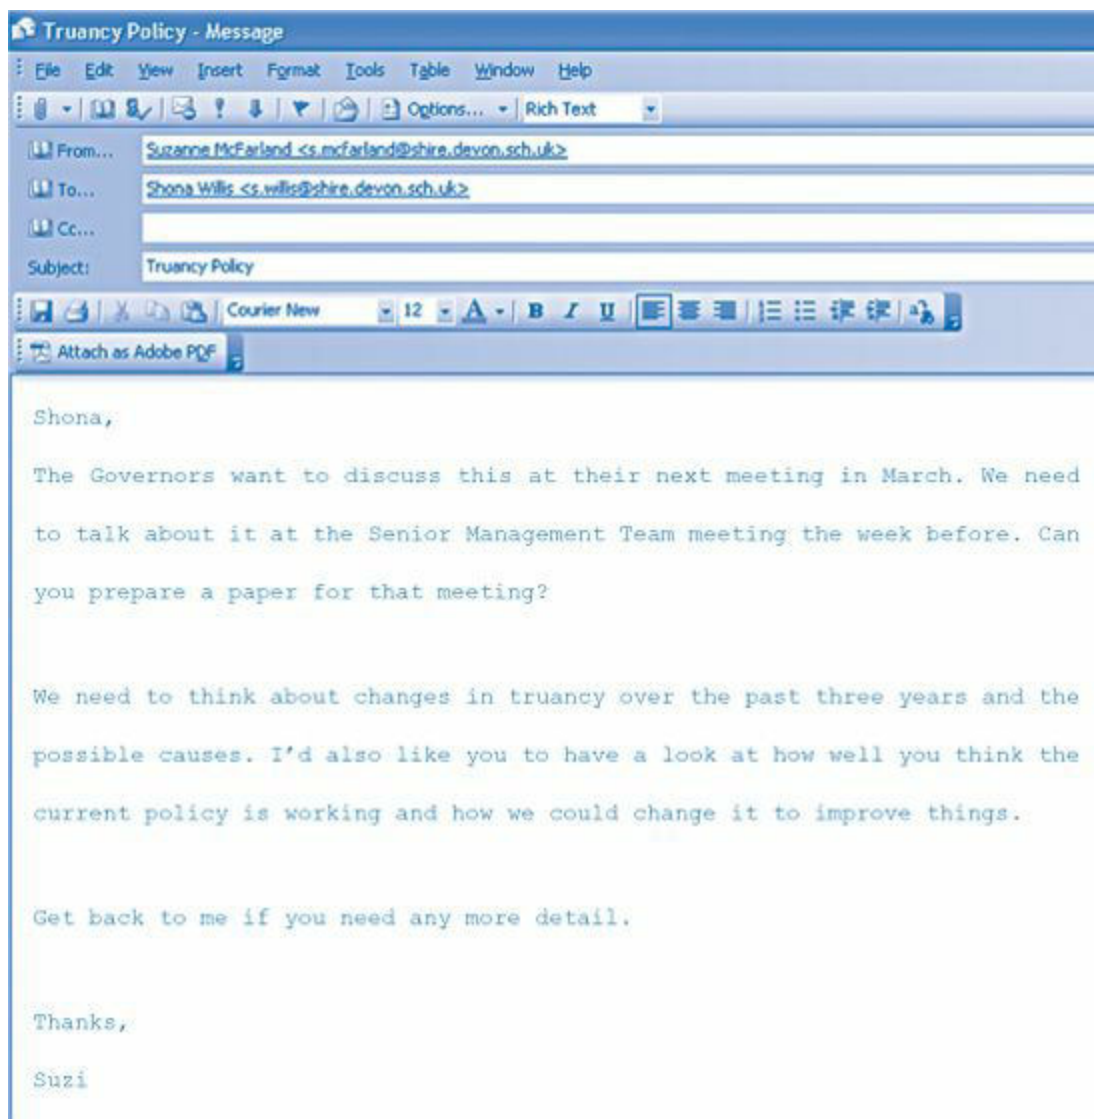 Truancy Policy - Message
File Edit View Insert Format Tools Table Window Help
Options... Rich Text
From... Suzanne McFarland <s.mcfarland@shire.devon.sch.uk>
To... Shona Willis <s.willis@shire.devon.sch.uk>
Cc...
Subject: Truancy Policy
Courier New 12 A B I U
Attach as Adobe PDF
Shona,
The Governors want to discuss this at their next meeting in March. We need
to talk about it at the Senior Management Team meeting the week before. Can
you prepare a paper for that meeting?
We need to think about changes in truancy over the past three years and the
possible causes. I’d also like you to have a look at how well you think the
current policy is working and how we could change it to improve things.
Get back to me if you need any more detail.
Thanks,
Suzi